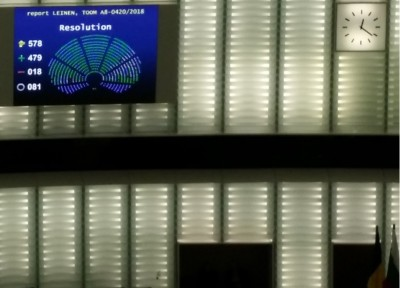 report LEINEN, TOOM A8-0420/2018
Resolution
578
+ 479
- 018
081